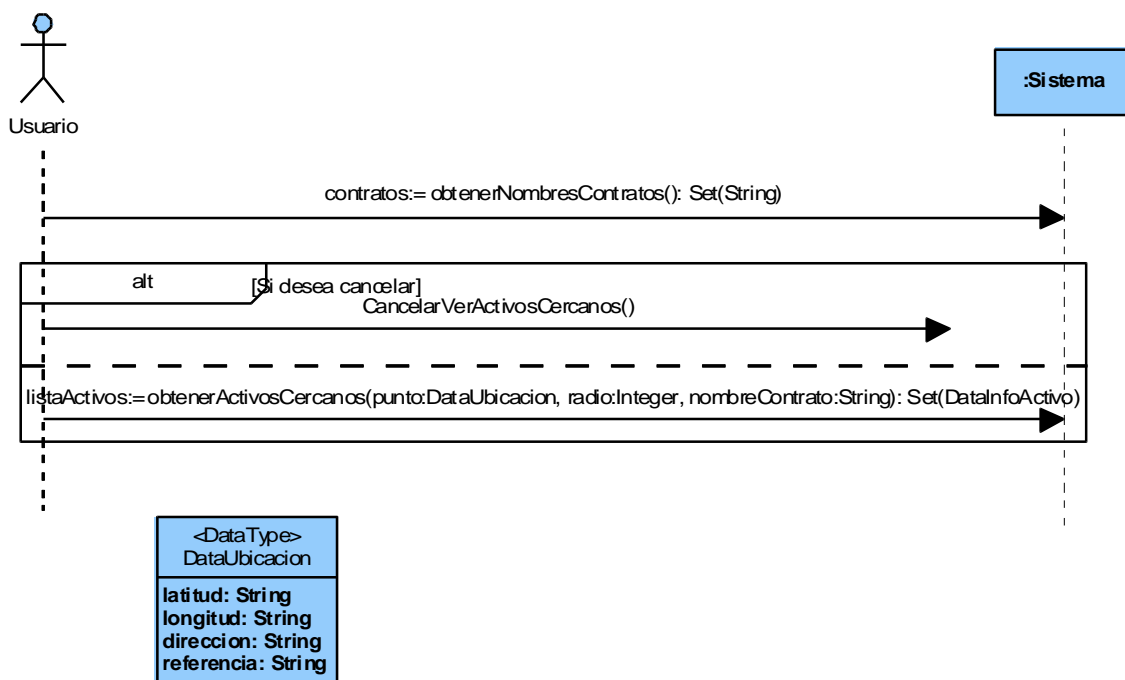 :Sistema
Usuario
contratos:= obtenerNombresContratos(): Set(String)
alt
[Si desea cancelar]
CancelarVerActivosCercanos()
listaActivos:=obtenerActivosCercanos(punto:DataUbicacion, radio:Integer, nombreContrato:String): Set(DataInfoActivo)
<DataType>
DataUbicacion
latitud: String
longitud: String
direccion: String
referencia: String